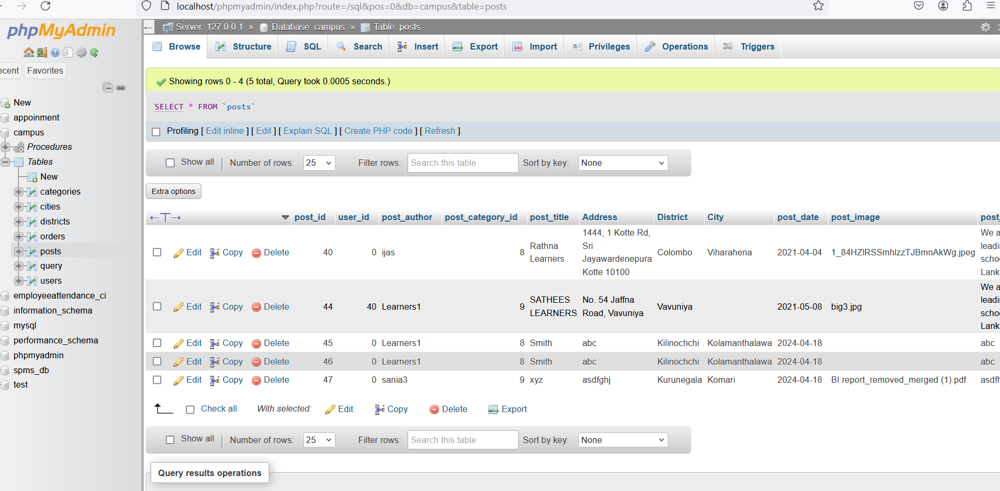 localhost/phpmyadmin/index.php?route=/sql&pos=0&db=campus&table=posts
phpMyAdmin
Favorites
New
appoinment
campus
Procedures
Tables
New
categories
cities
districts
orders
posts
query
users
employeeattendance_ci
information_schema
mysql
performance_schema
phpmyadmin
spms_db
test
Server: 127.0.0.1 » Database: campus » Table: posts
Browse Structure SQL Search Insert Export Import Privileges Operations Triggers
Showing rows 0 - 4 (5 total, Query took 0.0005 seconds.)
SELECT * FROM `posts`
Profiling [ Edit inline ] [ Edit ] [ Explain SQL ] [ Create PHP code ] [ Refresh ]
Show all Number of rows: 25 Filter rows: Search this table Sort by key: None
Extra options
post_id user_id post_author post_category_id post_title Address District City post_date post_image post_
Edit Copy Delete 40 0 ijas 8 Rathna Learners 1444, 1 Kotte Rd, Sri Jayawardenepura Kotte 10100 Colombo Viharahena 2021-04-04 1_84HZlRSSmhlzzTJBmnAkWg.jpeg We a leadi schoo Lank
Edit Copy Delete 44 40 Learners1 9 SATHEES LEARNERS No. 54 Jaffna Road, Vavuniya Vavuniya 2021-05-08 big3.jpg We a leadi schoo Lank
Edit Copy Delete 45 0 Learners1 8 Smith abc Kilinochchi Kolamanthalawa 2024-04-18 abc
Edit Copy Delete 46 0 Learners1 8 Smith abc Kilinochchi Kolamanthalawa 2024-04-18 abc
Edit Copy Delete 47 0 sania3 9 xyz asdfghj Kurunegala Komari 2024-04-18 BI report_removed_merged (1).pdf asdfh
Check all With selected: Edit Copy Delete Export
Show all Number of rows: 25 Filter rows: Search this table Sort by key: None
Query results operations